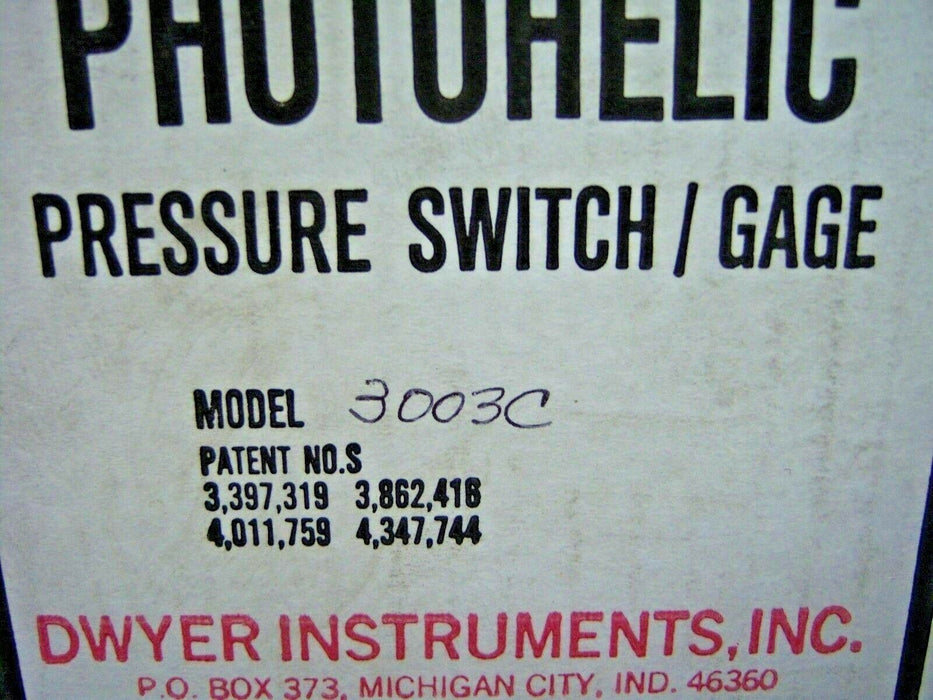 PHOTOHELIC
PRESSURE SWITCH / GAGE
MODEL 3003C
PATENT NO.S
3,397,319 3,862,416
4,011,759 4,347,744
DWYER INSTRUMENTS, INC.
P.O. BOX 373, MICHIGAN CITY, IND. 46360